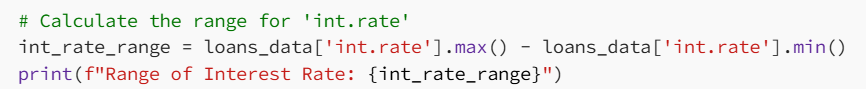 # Calculate the range for 'int.rate'
int_rate_range = loans_data['int.rate'].max() - loans_data['int.rate'].min()
print(f"Range of Interest Rate: {int_rate_range}")